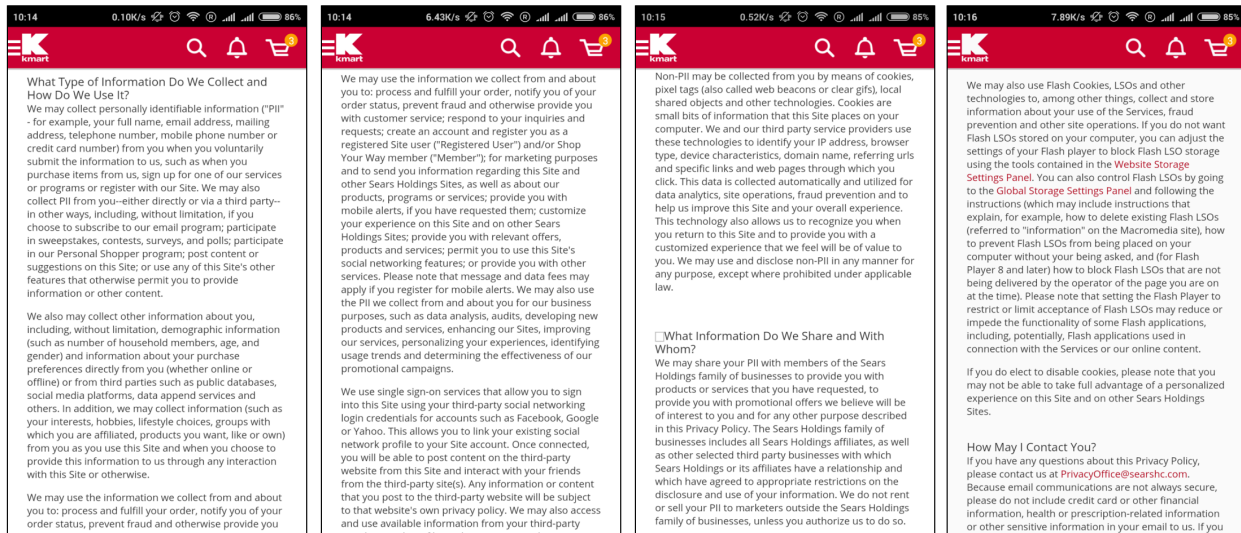 10:14 0.10K/s 86%
K
kmart
3
What Type of Information Do We Collect and
How Do We Use It?
We may collect personally identifiable information ("PII"
- for example, your full name, email address, mailing
address, telephone number, mobile phone number or
credit card number) from you when you voluntarily
submit the information to us, such as when you
purchase items from us, sign up for one of our services
or programs or register with our Site. We may also
collect PII from you--either directly or via a third party--
in other ways, including, without limitation, if you
choose to subscribe to our email program; participate
in sweepstakes, contests, surveys, and polls; participate
in our Personal Shopper program; post content or
suggestions on this Site; or use any of this Site's other
features that otherwise permit you to provide
information or other content.
We also may collect other information about you,
including, without limitation, demographic information
(such as number of household members, age, and
gender) and information about your purchase
preferences directly from you (whether online or
offline) or from third parties such as public databases,
social media platforms, data append services and
others. In addition, we may collect information (such as
your interests, hobbies, lifestyle choices, groups with
which you are affiliated, products you want, like or own)
from you as you use this Site and when you choose to
provide this information to us through any interaction
with this Site or otherwise.
We may use the information we collect from and about
you to: process and fulfill your order, notify you of your
order status, prevent fraud and otherwise provide you
10:14 6.43K/s 86%
K
kmart
3
We may use the information we collect from and about
you to: process and fulfill your order, notify you of your
order status, prevent fraud and otherwise provide you
with customer service; respond to your inquiries and
requests; create an account and register you as a
registered Site user ("Registered User") and/or Shop
Your Way member ("Member"); for marketing purposes
and to send you information regarding this Site and
other Sears Holdings Sites, as well as about our
products, programs or services; provide you with
mobile alerts, if you have requested them; customize
your experience on this Site and on other Sears
Holdings Sites; provide you with relevant offers,
products and services; permit you to use this Site's
social networking features; or provide you with other
services. Please note that message and data fees may
apply if you register for mobile alerts. We may also use
the PII we collect from and about you for our business
purposes, such as data analysis, audits, developing new
products and services, enhancing our Sites, improving
our services, personalizing your experiences, identifying
usage trends and determining the effectiveness of our
promotional campaigns.
We use single sign-on services that allow you to sign
into this Site using your third-party social networking
login credentials for accounts such as Facebook, Google
or Yahoo. This allows you to link your existing social
network profile to your Site account. Once connected,
you will be able to post content on the third-party
website from this Site and interact with your friends
from the third-party site(s). Any information or content
that you post to the third-party website will be subject
to that website's own privacy policy. We may also access
and use available information from your third-party
10:15 0.52K/s 85%
K
kmart
3
Non-PII may be collected from you by means of cookies,
pixel tags (also called web beacons or clear gifs), local
shared objects and other technologies. Cookies are
small bits of information that this Site places on your
computer. We and our third party service providers use
these technologies to identify your IP address, browser
type, device characteristics, domain name, referring urls
and specific links and web pages through which you
click. This data is collected automatically and utilized for
data analytics, site operations, fraud prevention and to
help us improve this Site and your overall experience.
This technology also allows us to recognize you when
you return to this Site and to provide you with a
customized experience that we feel will be of value to
you. We may use and disclose non-PII in any manner for
any purpose, except where prohibited under applicable
law.
What Information Do We Share and With
Whom?
We may share your PII with members of the Sears
Holdings family of businesses to provide you with
products or services that you have requested, to
provide you with promotional offers we believe will be
of interest to you and for any other purpose described
in this Privacy Policy. The Sears Holdings family of
businesses includes all Sears Holdings affiliates, as well
as other selected third party businesses with which
Sears Holdings or its affiliates have a relationship and
which have agreed to appropriate restrictions on the
disclosure and use of your information. We do not rent
or sell your PII to marketers outside the Sears Holdings
family of businesses, unless you authorize us to do so.
10:16 7.89K/s 85%
K
kmart
3
We may also use Flash Cookies, LSOs and other
technologies to, among other things, collect and store
information about your use of the Services, fraud
prevention and other site operations. If you do not want
Flash LSOs stored on your computer, you can adjust the
settings of your Flash player to block Flash LSO storage
using the tools contained in the Website Storage
Settings Panel. You can also control Flash LSOs by going
to the Global Storage Settings Panel and following the
instructions (which may include instructions that
explain, for example, how to delete existing Flash LSOs
(referred to "information" on the Macromedia site), how
to prevent Flash LSOs from being placed on your
computer without your being asked, and (for Flash
Player 8 and later) how to block Flash LSOs that are not
being delivered by the operator of the page you are on
at the time). Please note that setting the Flash Player to
restrict or limit acceptance of Flash LSOs may reduce or
impede the functionality of some Flash applications,
including, potentially, Flash applications used in
connection with the Services or our online content.
If you do elect to disable cookies, please note that you
may not be able to take full advantage of a personalized
experience on this Site and on other Sears Holdings
Sites.
How May I Contact You?
If you have any questions about this Privacy Policy,
please contact us at PrivacyOffice@searshc.com.
Because email communications are not always secure,
please do not include credit card or other financial
information, health or prescription-related information
or other sensitive information in your email to us. If you